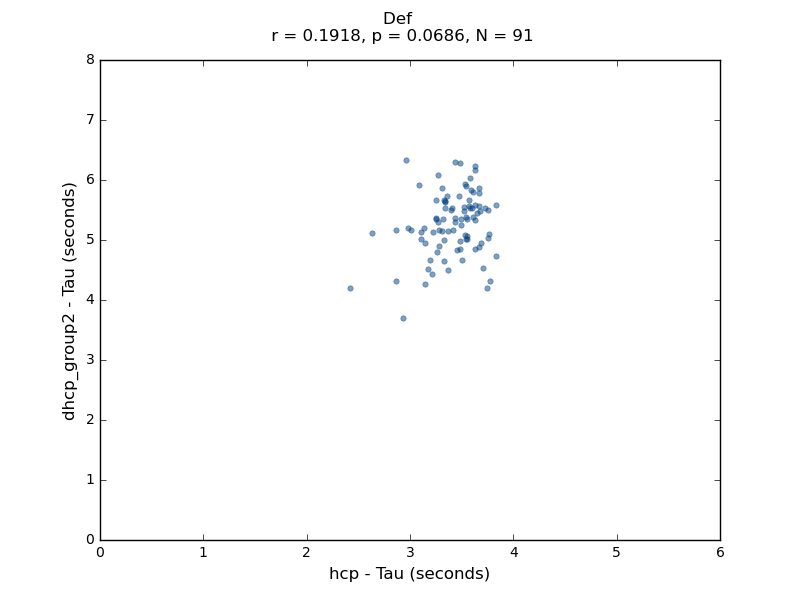 Def
r = 0.1918, p = 0.0686, N = 91
8
7
6
5
4
3
2
1
0
dhcp_group2 - Tau (seconds)
0 1 2 3 4 5 6
hcp - Tau (seconds)